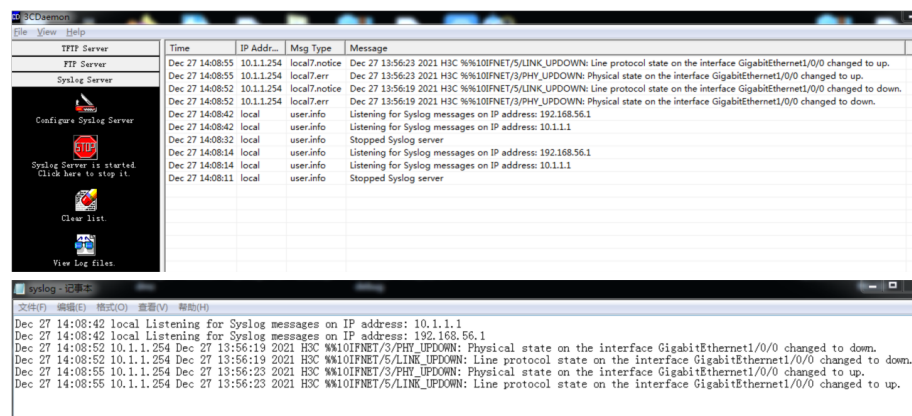 3CDaemon
File View Help
TFTP Server
FTP Server
Syslog Server
Configure Syslog Server
STOP
Syslog Server is started.
Click here to stop it.
Clear list.
View Log files.
Time IP Addr... Msg Type Message
Dec 27 14:08:55 10.1.1.254 local7.notice Dec 27 13:56:23 2021 H3C %%10IFNET/5/LINK_UPDOWN: Line protocol state on the interface GigabitEthernet1/0/0 changed to up.
Dec 27 14:08:55 10.1.1.254 local7.err Dec 27 13:56:23 2021 H3C %%10IFNET/3/PHY_UPDOWN: Physical state on the interface GigabitEthernet1/0/0 changed to up.
Dec 27 14:08:52 10.1.1.254 local7.notice Dec 27 13:56:19 2021 H3C %%10IFNET/5/LINK_UPDOWN: Line protocol state on the interface GigabitEthernet1/0/0 changed to down.
Dec 27 14:08:52 10.1.1.254 local7.err Dec 27 13:56:19 2021 H3C %%10IFNET/3/PHY_UPDOWN: Physical state on the interface GigabitEthernet1/0/0 changed to down.
Dec 27 14:08:42 local user.info Listening for Syslog messages on IP address: 192.168.56.1
Dec 27 14:08:42 local user.info Listening for Syslog messages on IP address: 10.1.1.1
Dec 27 14:08:32 local user.info Stopped Syslog server
Dec 27 14:08:14 local user.info Listening for Syslog messages on IP address: 192.168.56.1
Dec 27 14:08:14 local user.info Listening for Syslog messages on IP address: 10.1.1.1
Dec 27 14:08:11 local user.info Stopped Syslog server
syslog - 记事本
文件(F) 编辑(E) 格式(O) 查看(V) 帮助(H)
Dec 27 14:08:42 local Listening for Syslog messages on IP address: 10.1.1.1
Dec 27 14:08:42 local Listening for Syslog messages on IP address: 192.168.56.1
Dec 27 14:08:52 10.1.1.254 Dec 27 13:56:19 2021 H3C %%10IFNET/3/PHY_UPDOWN: Physical state on the interface GigabitEthernet1/0/0 changed to down.
Dec 27 14:08:52 10.1.1.254 Dec 27 13:56:19 2021 H3C %%10IFNET/5/LINK_UPDOWN: Line protocol state on the interface GigabitEthernet1/0/0 changed to down.
Dec 27 14:08:55 10.1.1.254 Dec 27 13:56:23 2021 H3C %%10IFNET/3/PHY_UPDOWN: Physical state on the interface GigabitEthernet1/0/0 changed to up.
Dec 27 14:08:55 10.1.1.254 Dec 27 13:56:23 2021 H3C %%10IFNET/5/LINK_UPDOWN: Line protocol state on the interface GigabitEthernet1/0/0 changed to up.